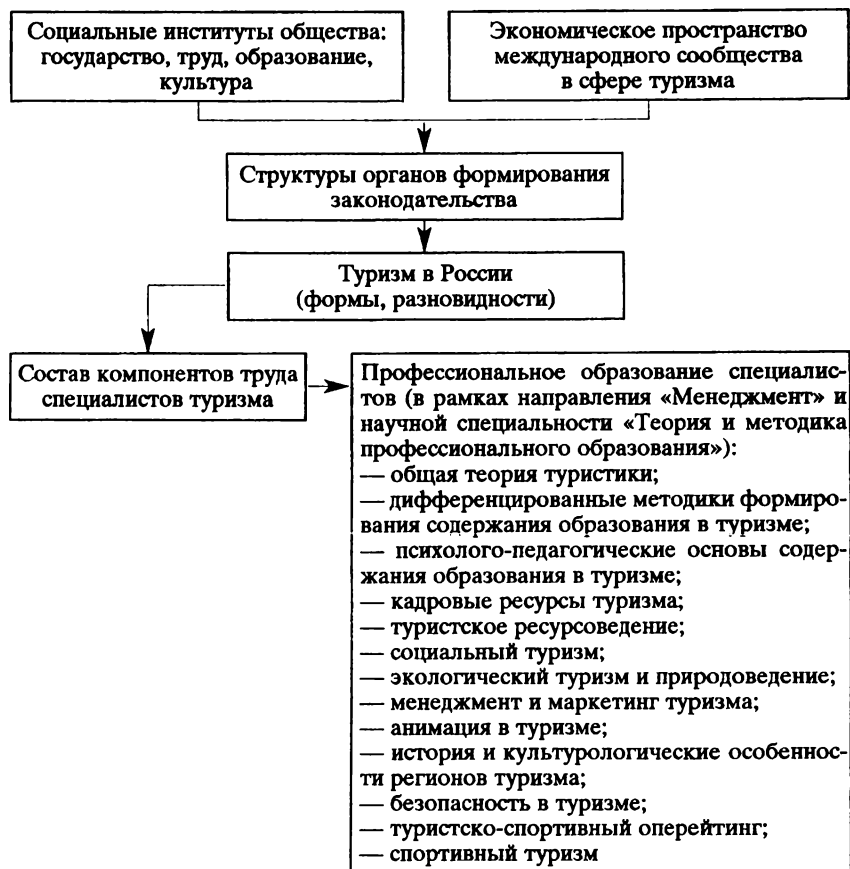 Социальные институты общества:
государство, труд, образование,
культура
Экономическое пространство
международного сообщества
в сфере туризма
Структуры органов формирования
законодательства
Туризм в России
(формы, разновидности)
Состав компонентов труда
специалистов туризма
Профессиональное образование специалис-
тов (в рамках направления «Менеджмент» и
научной специальности «Теория и методика
профессионального образования»):
— общая теория туристики;
— дифференцированные методики формиро-
вания содержания образования в туризме;
— психолого-педагогические основы содер-
жания образования в туризме;
— кадровые ресурсы туризма;
— туристское ресурсоведение;
— социальный туризм;
— экологический туризм и природоведение;
— менеджмент и маркетинг туризма;
— анимация в туризме;
— история и культурологические особеннос-
ти регионов туризма;
— безопасность в туризме;
— туристско-спортивный оперейтинг;
— спортивный туризм